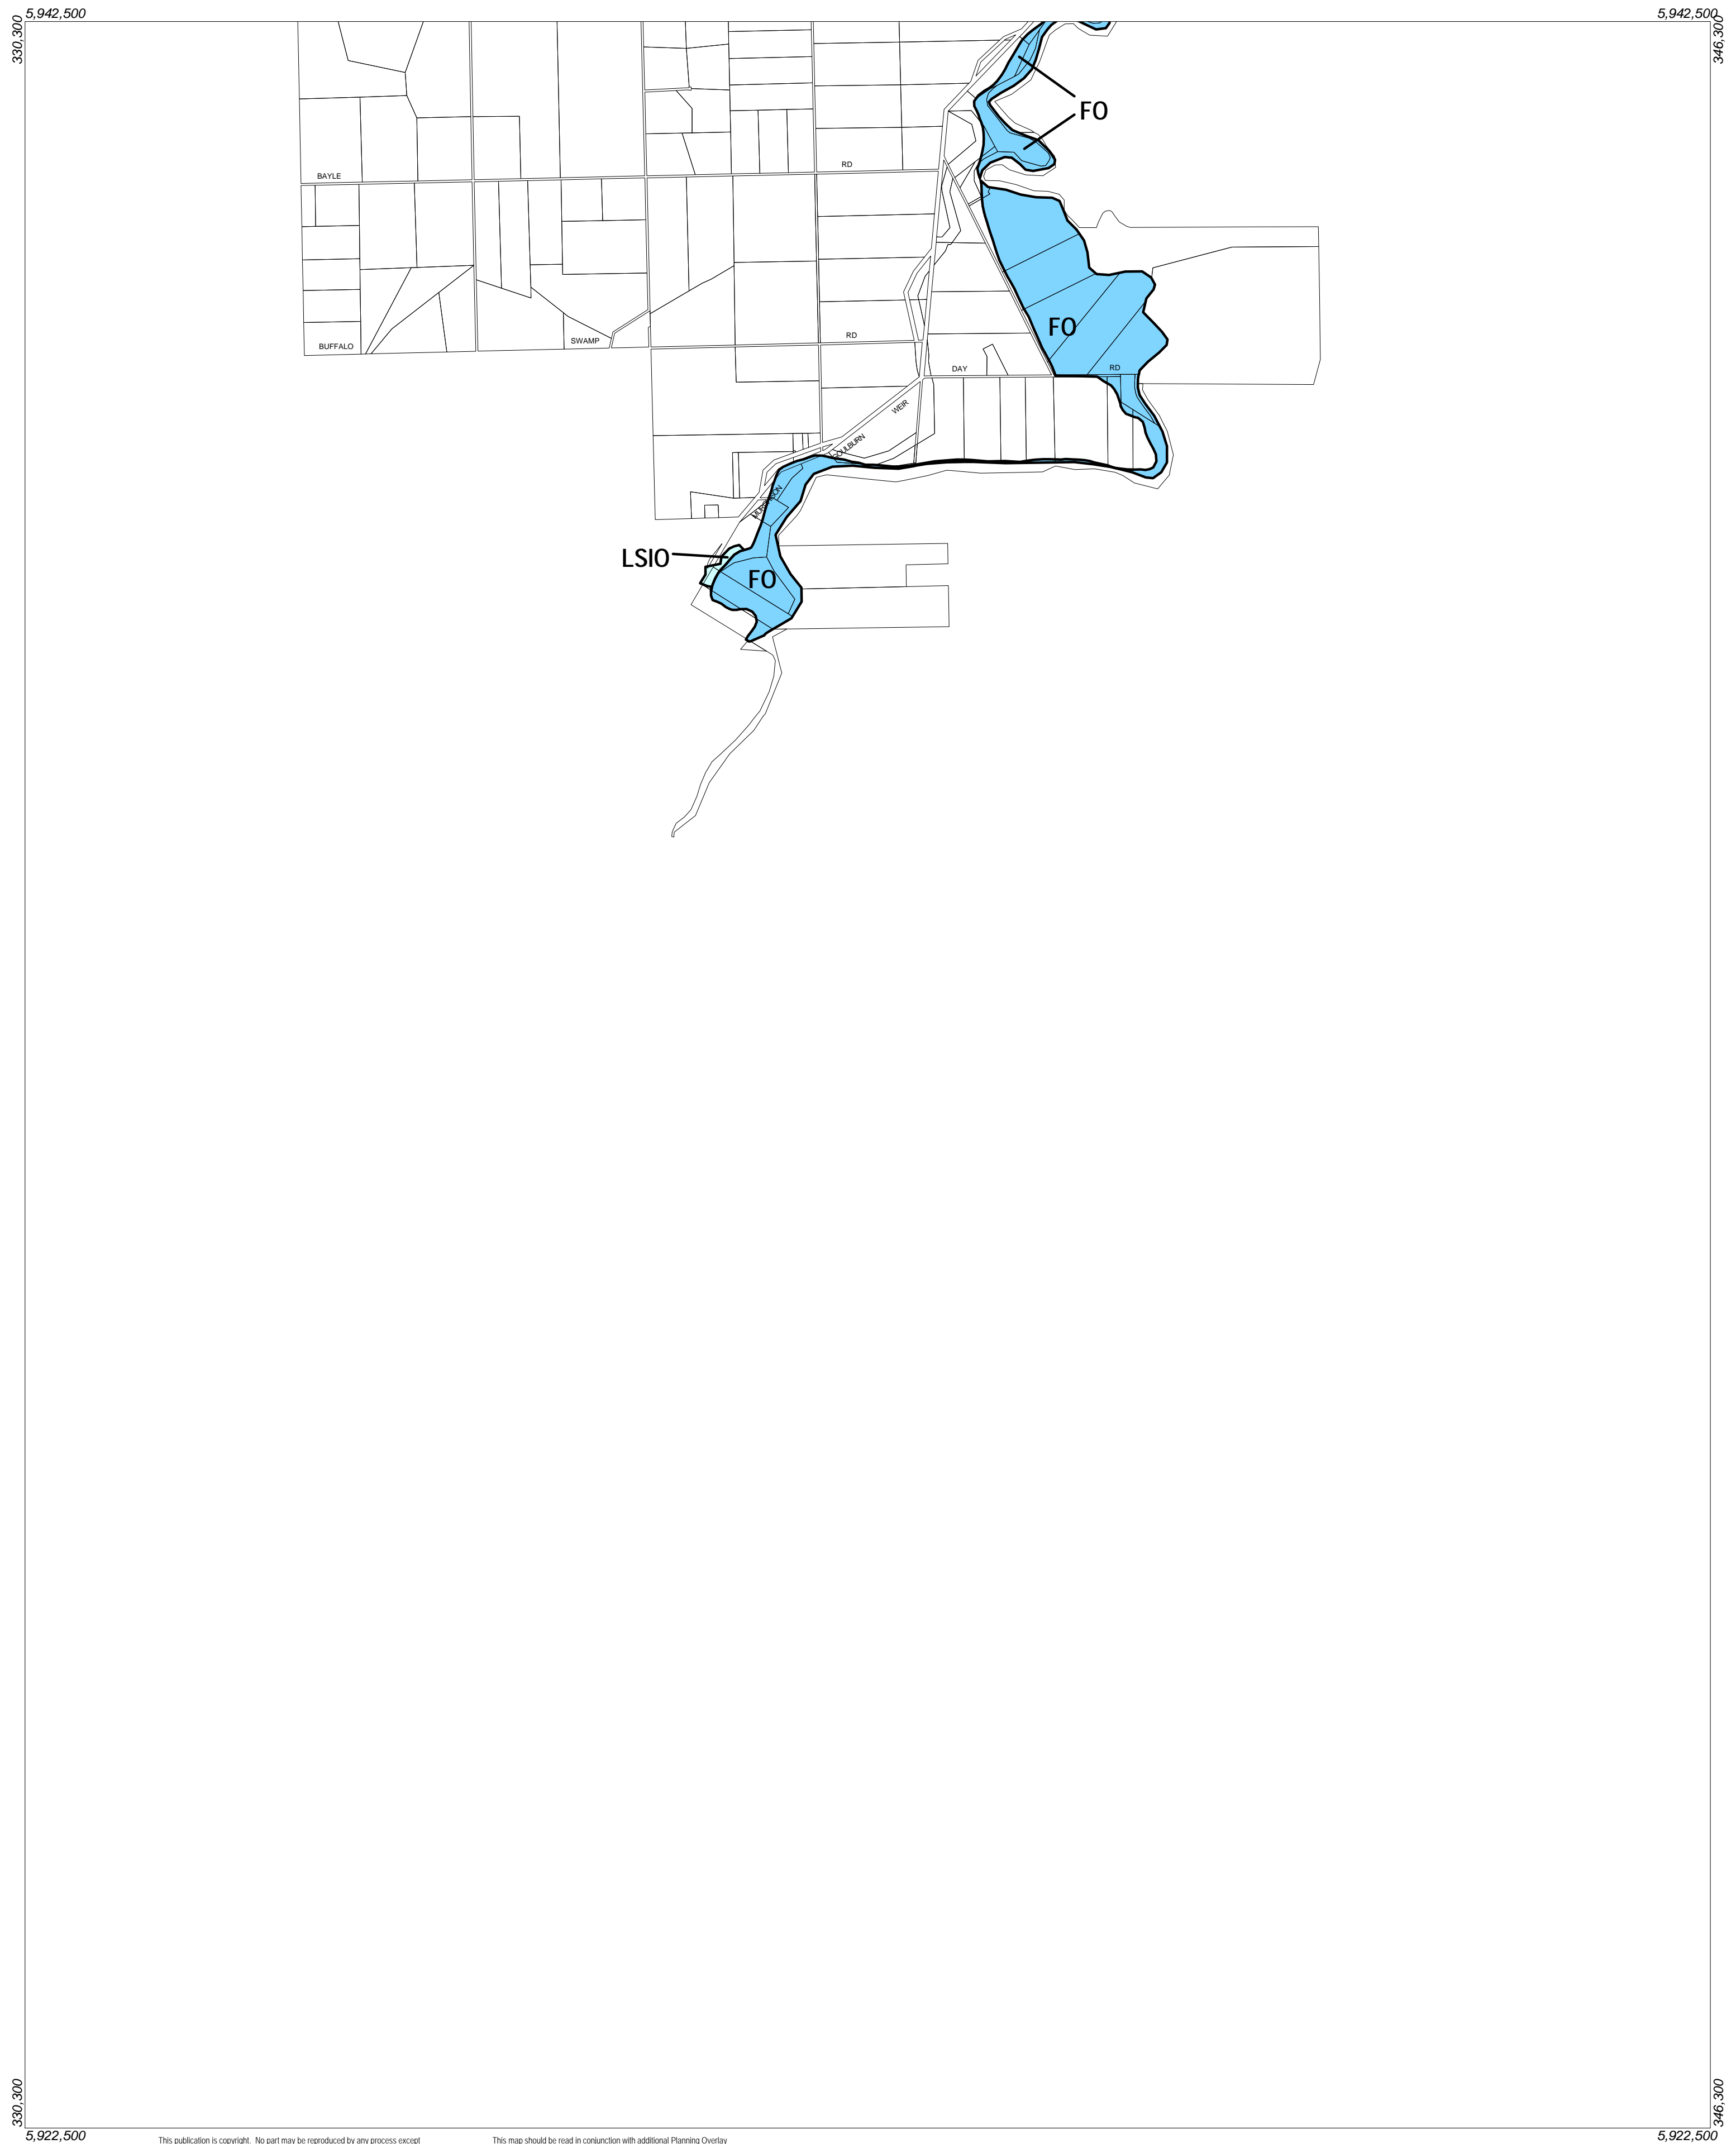 5,942,500
5,942,500
330,300
346,300
FO
RD
BAYLE
FO
RD
SWAMP
BUFFALO
DAY
RD
WEIR
GOULBURN
MURCHISON
LSIO
FO
330,300
346,300
5,922,500
5,922,500
This publication is copyright. No part may be reproduced by any process except
This map should be read in conjunction with additional Planning Overlay